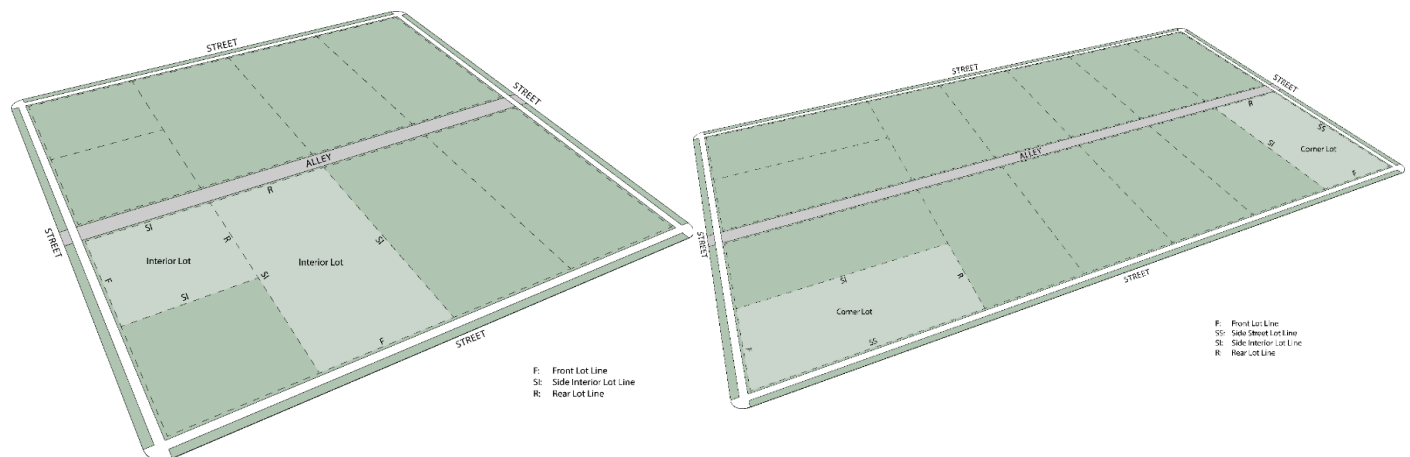 STREET
STREET
ALLEY
R
SI
R
SI
Interior Lot
Interior Lot
SI
F
SI
STREET
F
STREET
F: Front Lot Line
SI: Side Interior Lot Line
R: Rear Lot Line
STREET
STREET
R
SS
SI
Corner Lot
ALLEY
F
STREET
SI
R
Corner Lot
STREET
F
SS
F: Front Lot Line
SS: Side Street Lot Line
SI: Side Interior Lot Line
R: Rear Lot Line